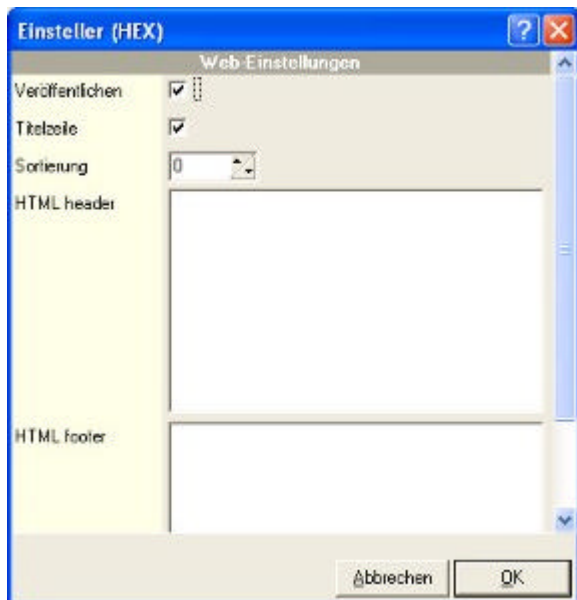 Einsteller (HEX)
Web-Einstellungen
Veröffentlichen
Titelzeile
Sortierung 0
HTML header
HTML footer
Abbrechen OK